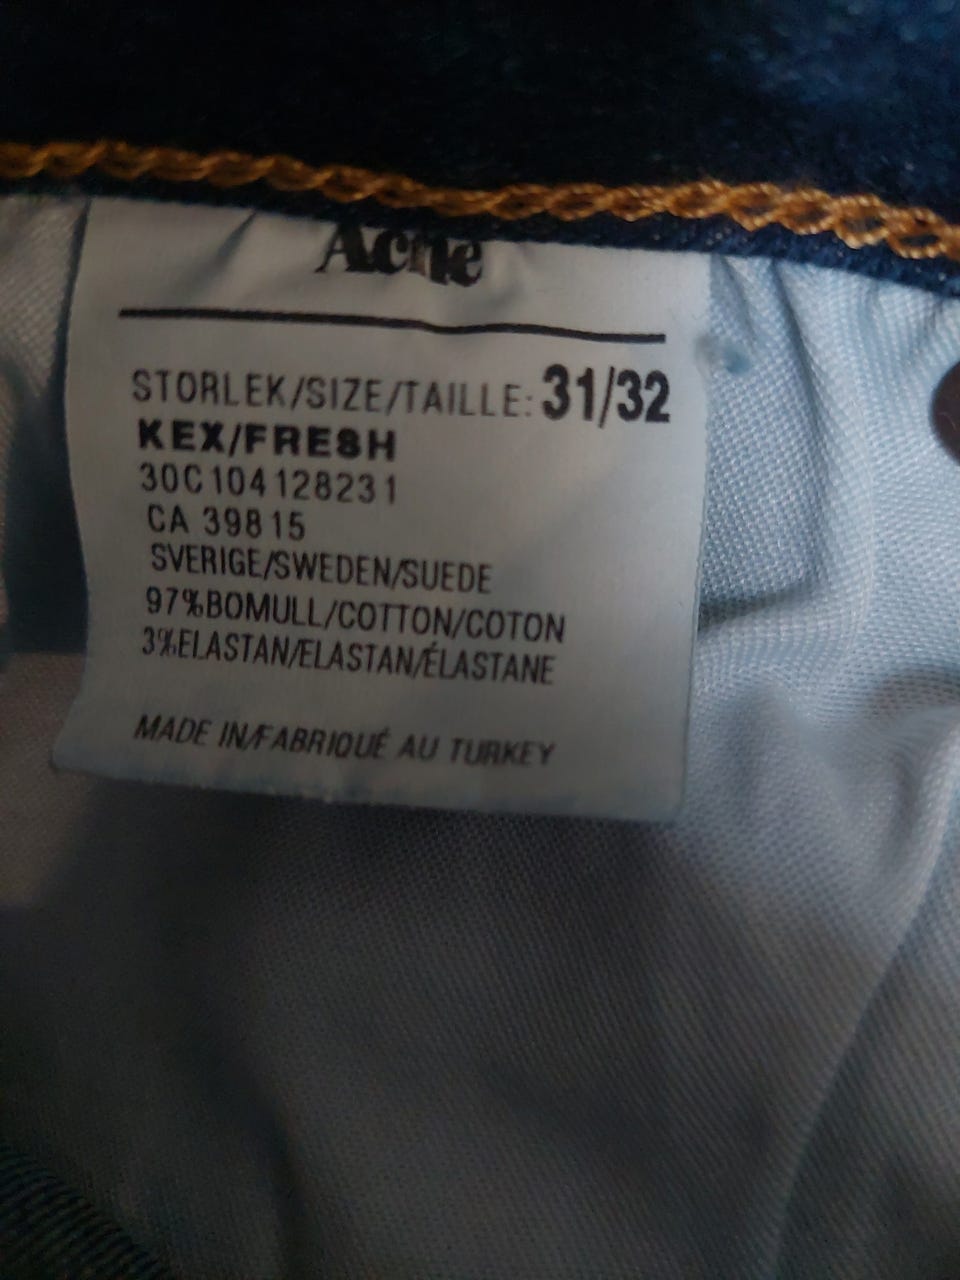 Acne
STORLEK/SIZE/TAILLE: 31/32
KEX/FRESH
30C104128231
CA 39815
SVERIGE/SWEDEN/SUEDE
97%BOMULL/COTTON/COTON
3%ELASTAN/ELASTAN/ÉLASTANE
MADE IN/FABRIQUÉ AU TURKEY